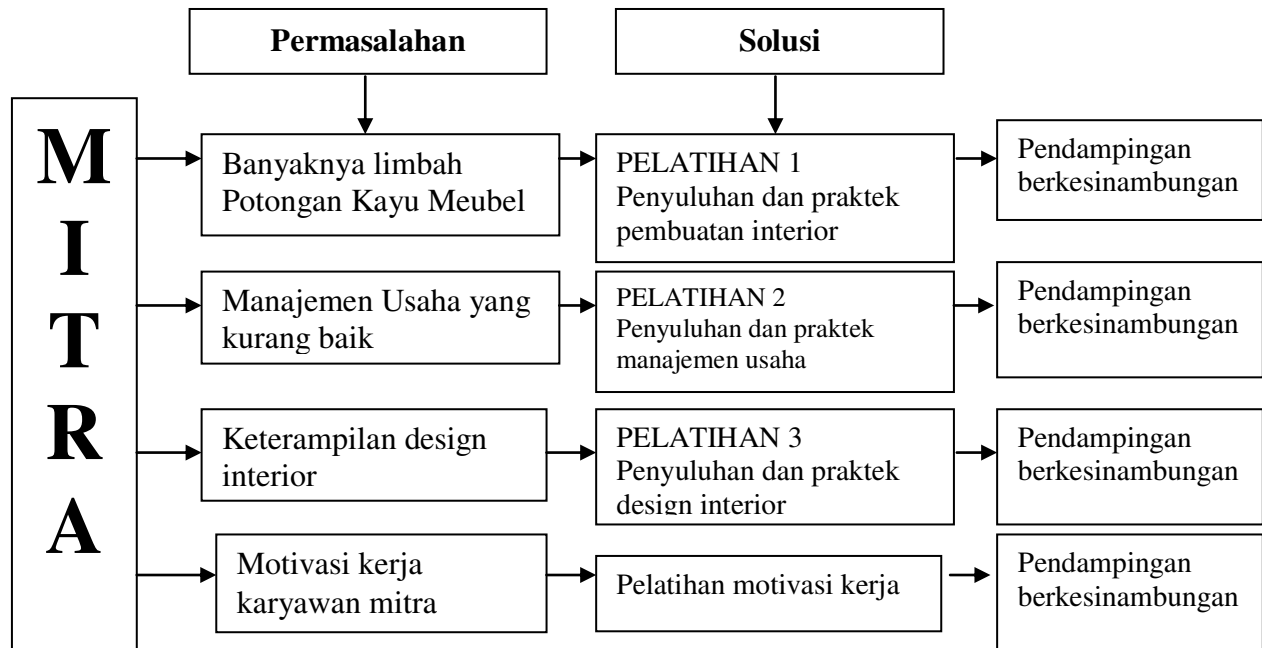 Permasalahan
Solusi
M
I
T
R
A
Banyaknya limbah
Potongan Kayu Meubel
PELATIHAN 1
Penyuluhan dan praktek
pembuatan interior
Pendampingan
berkesinambungan
Manajemen Usaha yang
kurang baik
PELATIHAN 2
Penyuluhan dan praktek
manajemen usaha
Pendampingan
berkesinambungan
Keterampilan design
interior
PELATIHAN 3
Penyuluhan dan praktek
design interior
Pendampingan
berkesinambungan
Motivasi kerja
karyawan mitra
Pelatihan motivasi kerja
Pendampingan
berkesinambungan